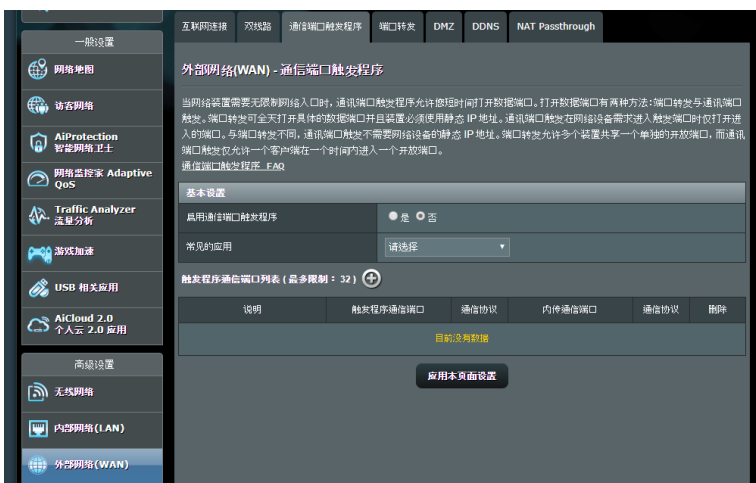 互联网连接 双线路 通信端口触发程序 端口转发 DMZ DDNS NAT Passthrough
一般设置
网络地图
访客网络
AiProtection
智能网络卫士
网络监控家 Adaptive
QoS
Traffic Analyzer
流量分析
游戏加速
USB 相关应用
AiCloud 2.0
个人云 2.0 应用
高级设置
无线网络
内部网络(LAN)
外部网络(WAN)
外部网络(WAN) - 通信端口触发程序
当网络装置需要无限制网络入口时，通讯端口触发程序允许您短时间打开数据端口。打开数据端口有两种方法:端口转发与通讯端口
触发。端口转发可全天打开具体的数据端口并且装置必须使用静态 IP 地址。通讯端口触发在网络设备需求进入触发端口时仅打开进
入的端口。与端口转发不同，通讯端口触发不需要网络设备的静态 IP 地址。端口转发允许多个装置共享一个单独的开放端口，而通讯
端口触发仅允许一个客户端在一个时间内进入一个开放端口。
通信端口触发程序 FAQ
基本设置
启用通信端口触发程序 是 否
常见的应用 请选择
触发程序通信端口列表 ( 最多限制 : 32 )
说明 触发程序通信端口 通信协议 内传通信端口 通信协议 删除
目前没有数据
应用本页面设置